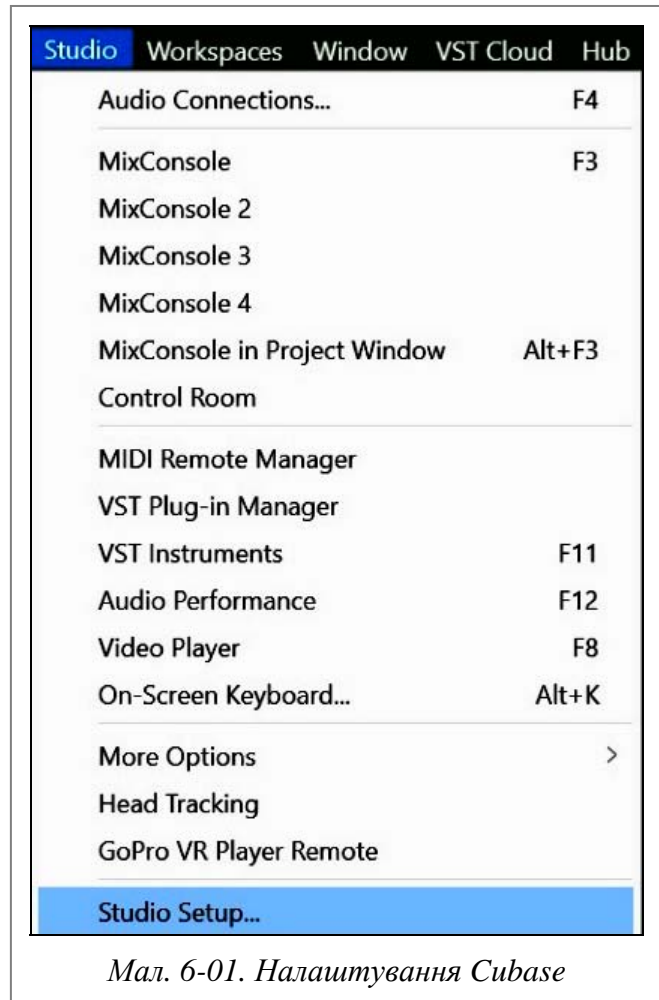 Studio Workspaces Window VST Cloud Hub
Audio Connections... F4
MixConsole F3
MixConsole 2
MixConsole 3
MixConsole 4
MixConsole in Project Window Alt+F3
Control Room
MIDI Remote Manager
VST Plug-in Manager
VST Instruments F11
Audio Performance F12
Video Player F8
On-Screen Keyboard... Alt+K
More Options >
Head Tracking
GoPro VR Player Remote
Studio Setup...
Мал. 6-01. Налаштування Cubase